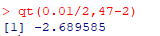 > qt(0.01/2,47-2)
[1] -2.689585